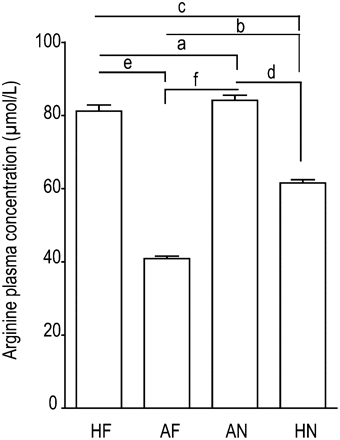 c
b
a
e
f
d
Arginine plasma concentration (μmol/L)
100
80
60
40
20
0
HF AF AN HN